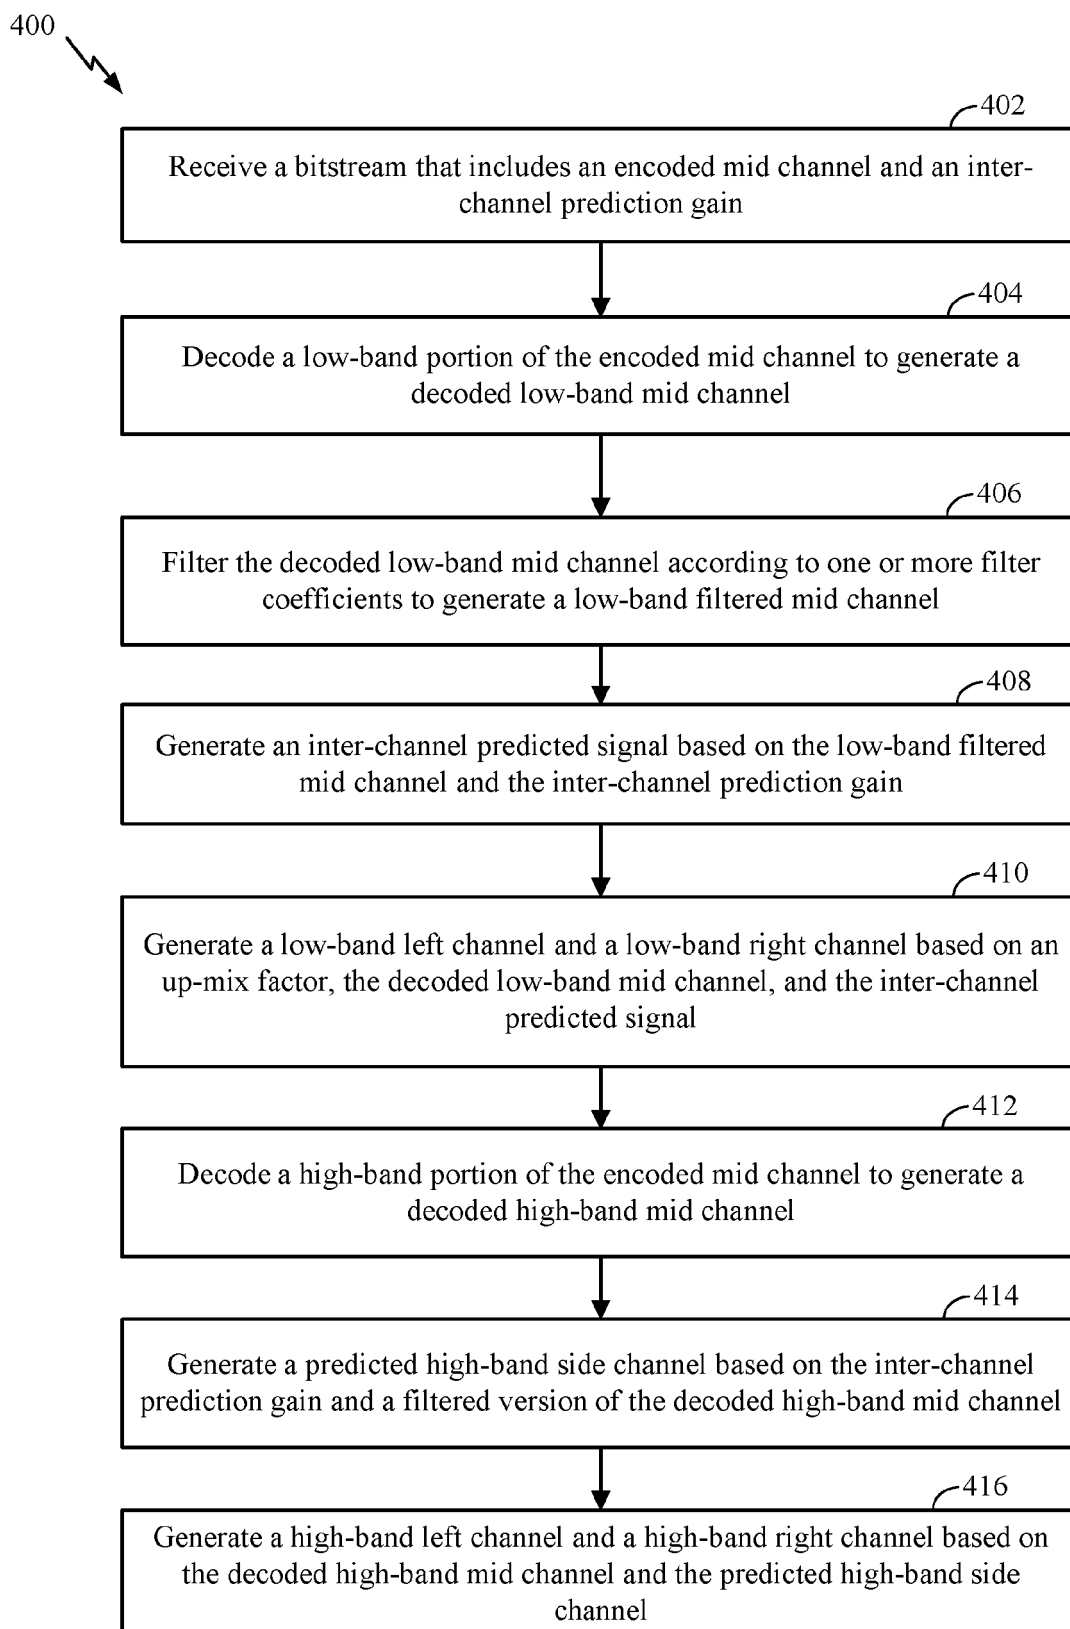 400
402
Receive a bitstream that includes an encoded mid channel and an inter-
channel prediction gain
404
Decode a low-band portion of the encoded mid channel to generate a
decoded low-band mid channel
406
Filter the decoded low-band mid channel according to one or more filter
coefficients to generate a low-band filtered mid channel
408
Generate an inter-channel predicted signal based on the low-band filtered
mid channel and the inter-channel prediction gain
410
Generate a low-band left channel and a low-band right channel based on an
up-mix factor, the decoded low-band mid channel, and the inter-channel
predicted signal
412
Decode a high-band portion of the encoded mid channel to generate a
decoded high-band mid channel
414
Generate a predicted high-band side channel based on the inter-channel
prediction gain and a filtered version of the decoded high-band mid channel
416
Generate a high-band left channel and a high-band right channel based on
the decoded high-band mid channel and the predicted high-band side
channel